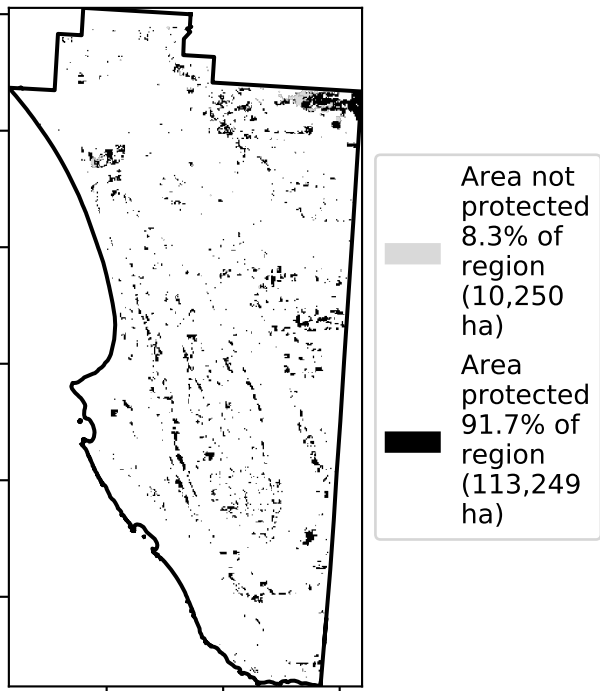 Area not
protected
8.3% of
region
(10,250
ha)
Area
protected
91.7% of
region
(113,249
ha)